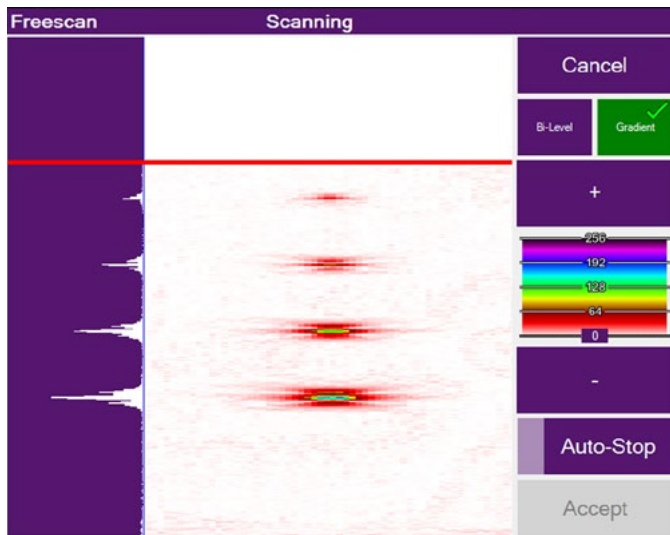 Freescan Scanning
Cancel
Bi-Level Gradient
+
256
192
128
64
0
-
Auto-Stop
Accept